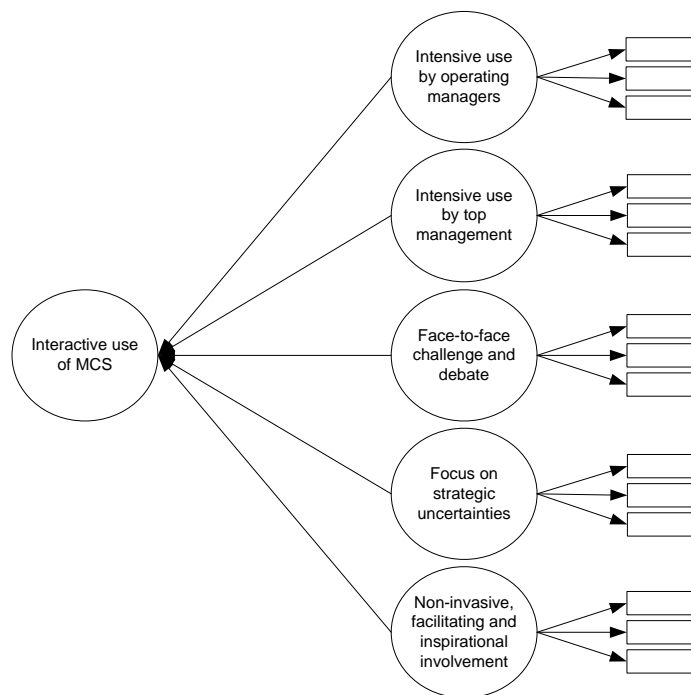 Intensive use
by operating
managers
Intensive use
by top
management
Interactive use
of MCS
Face-to-face
challenge and
debate
Focus on
strategic
uncertainties
Non-invasive,
facilitating and
inspirational
involvement